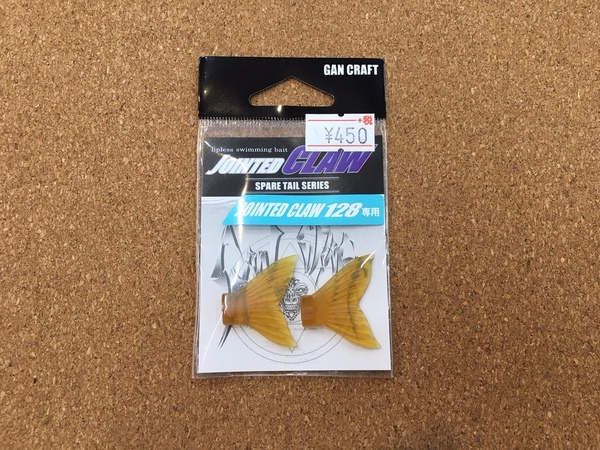 GAN CRAFT
+税
¥450
lipless swimming bait
JOINTED CLAW
SPARE TAIL SERIES
JOINTED CLAW 128専用